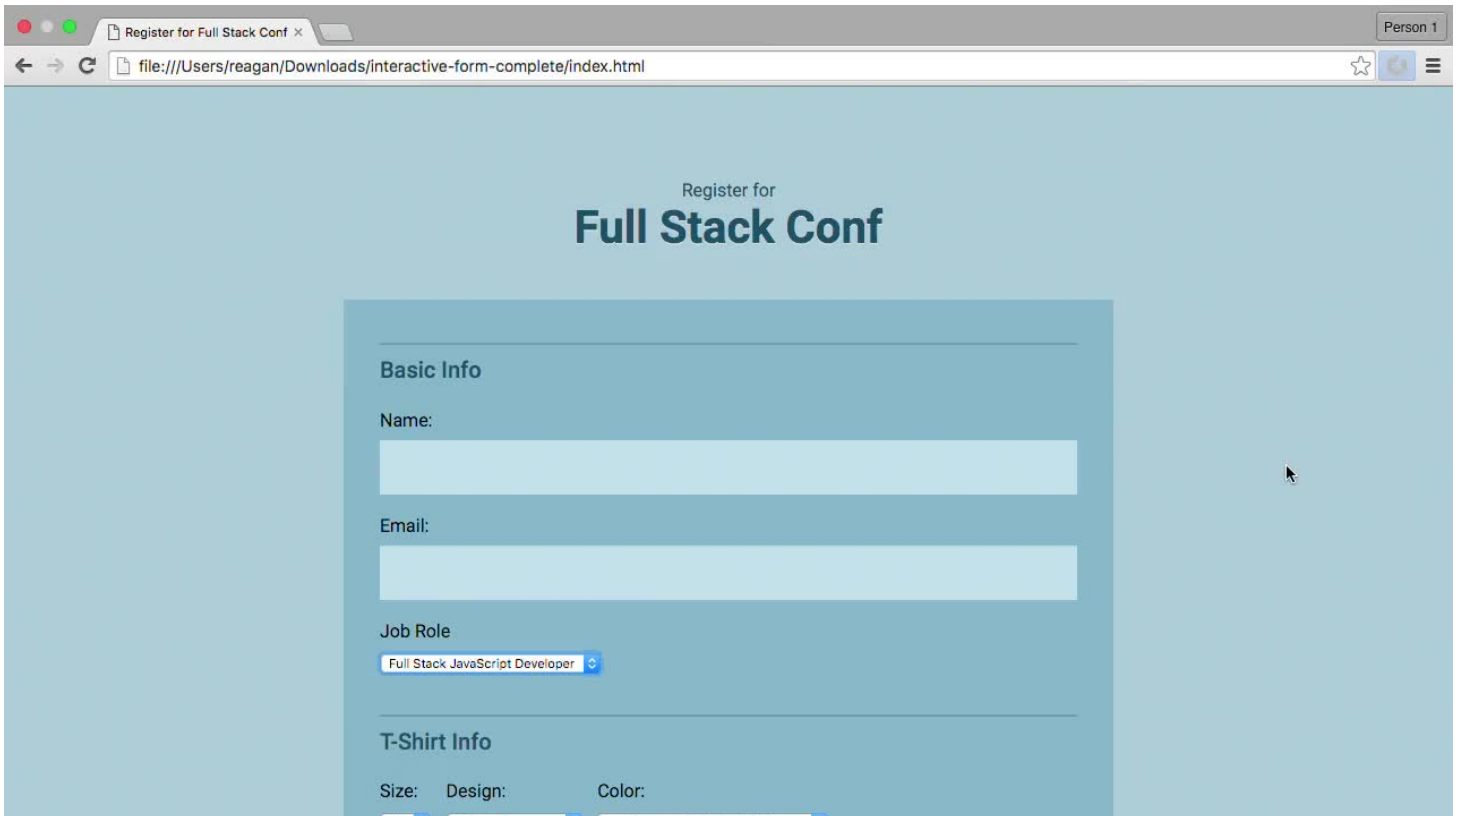 Register for Full Stack Conf
Person 1
file:///Users/reagan/Downloads/interactive-form-complete/index.html
Register for
Full Stack Conf
Basic Info
Name:
Email:
Job Role
Full Stack JavaScript Developer
T-Shirt Info
Size: Design: Color: